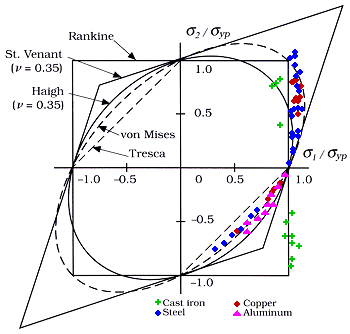 σ2 / σyp
Rankine
St. Venant
(ν = 0.35)
1.0
Haigh
(ν = 0.35)
0.5
von Mises
Tresca
σ1 / σyp
-1.0
-0.5
0.5
1.0
-0.5
-1.0
Cast iron
Copper
Steel
Aluminum